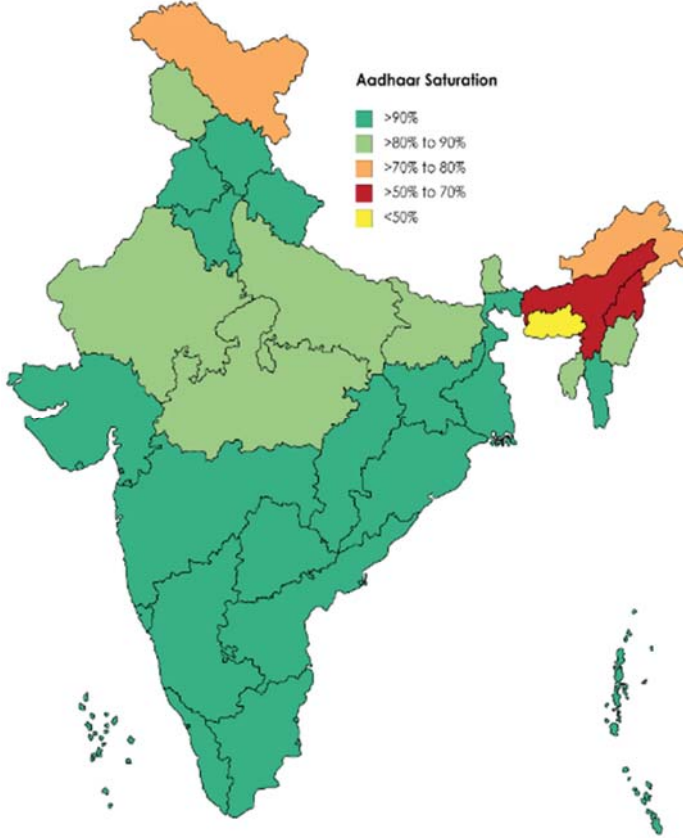 Aadhaar Saturation
>90%
>80% to 90%
>70% to 80%
>50% to 70%
<50%